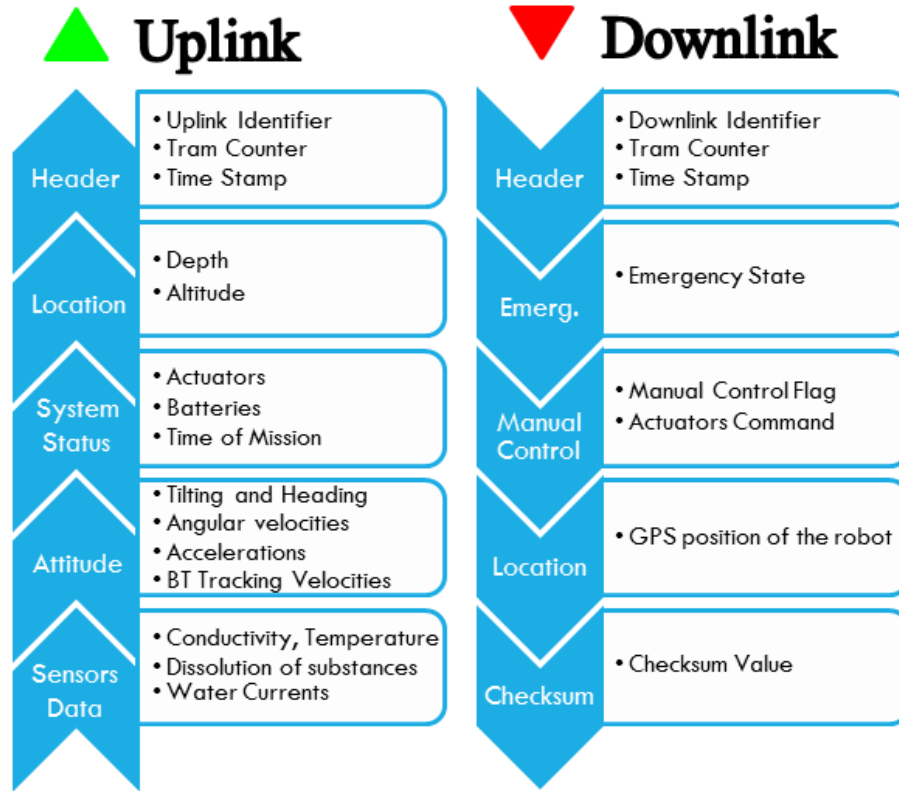 Uplink
Header
• Uplink Identifier
• Tram Counter
• Time Stamp
Location
• Depth
• Altitude
System
Status
• Actuators
• Batteries
• Time of Mission
Attitude
• Tilting and Heading
• Angular velocities
• Accelerations
• BT Tracking Velocities
Sensors
Data
• Conductivity, Temperature
• Dissolution of substances
• Water Currents
Downlink
Header
• Downlink Identifier
• Tram Counter
• Time Stamp
Emerg.
• Emergency State
Manual
Control
• Manual Control Flag
• Actuators Command
Location
• GPS position of the robot
Checksum
• Checksum Value